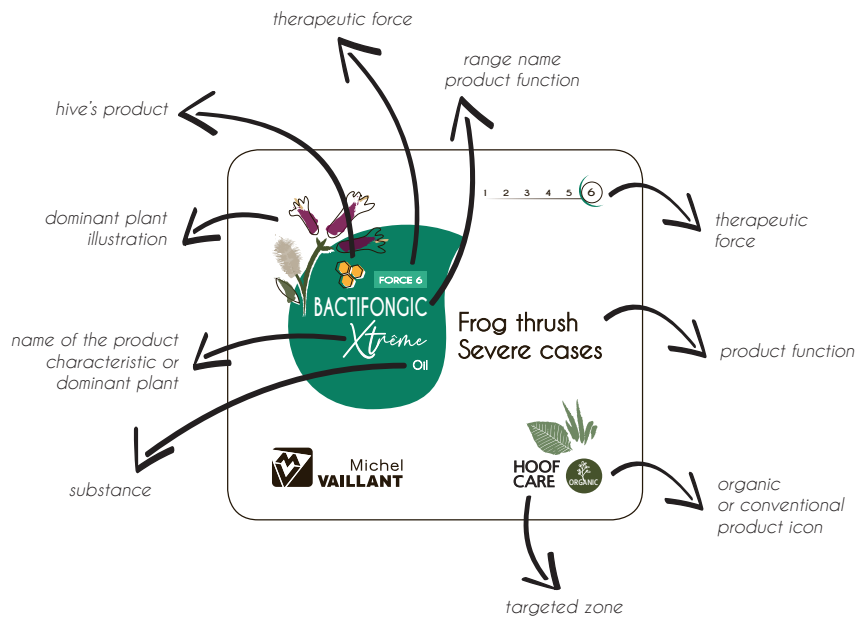 therapeutic force
range name
product function
hive's product
1 2 3 4 5 6
dominant plant
illustration
therapeutic
force
FORCE 6
BACTIFONGIC
Xtrême
Oil
Frog thrush
Severe cases
name of the product
characteristic or
dominant plant
product function
MV
Michel
VAILLANT
HOOF
CARE
ORGANIC
substance
organic
or conventional
product icon
targeted zone